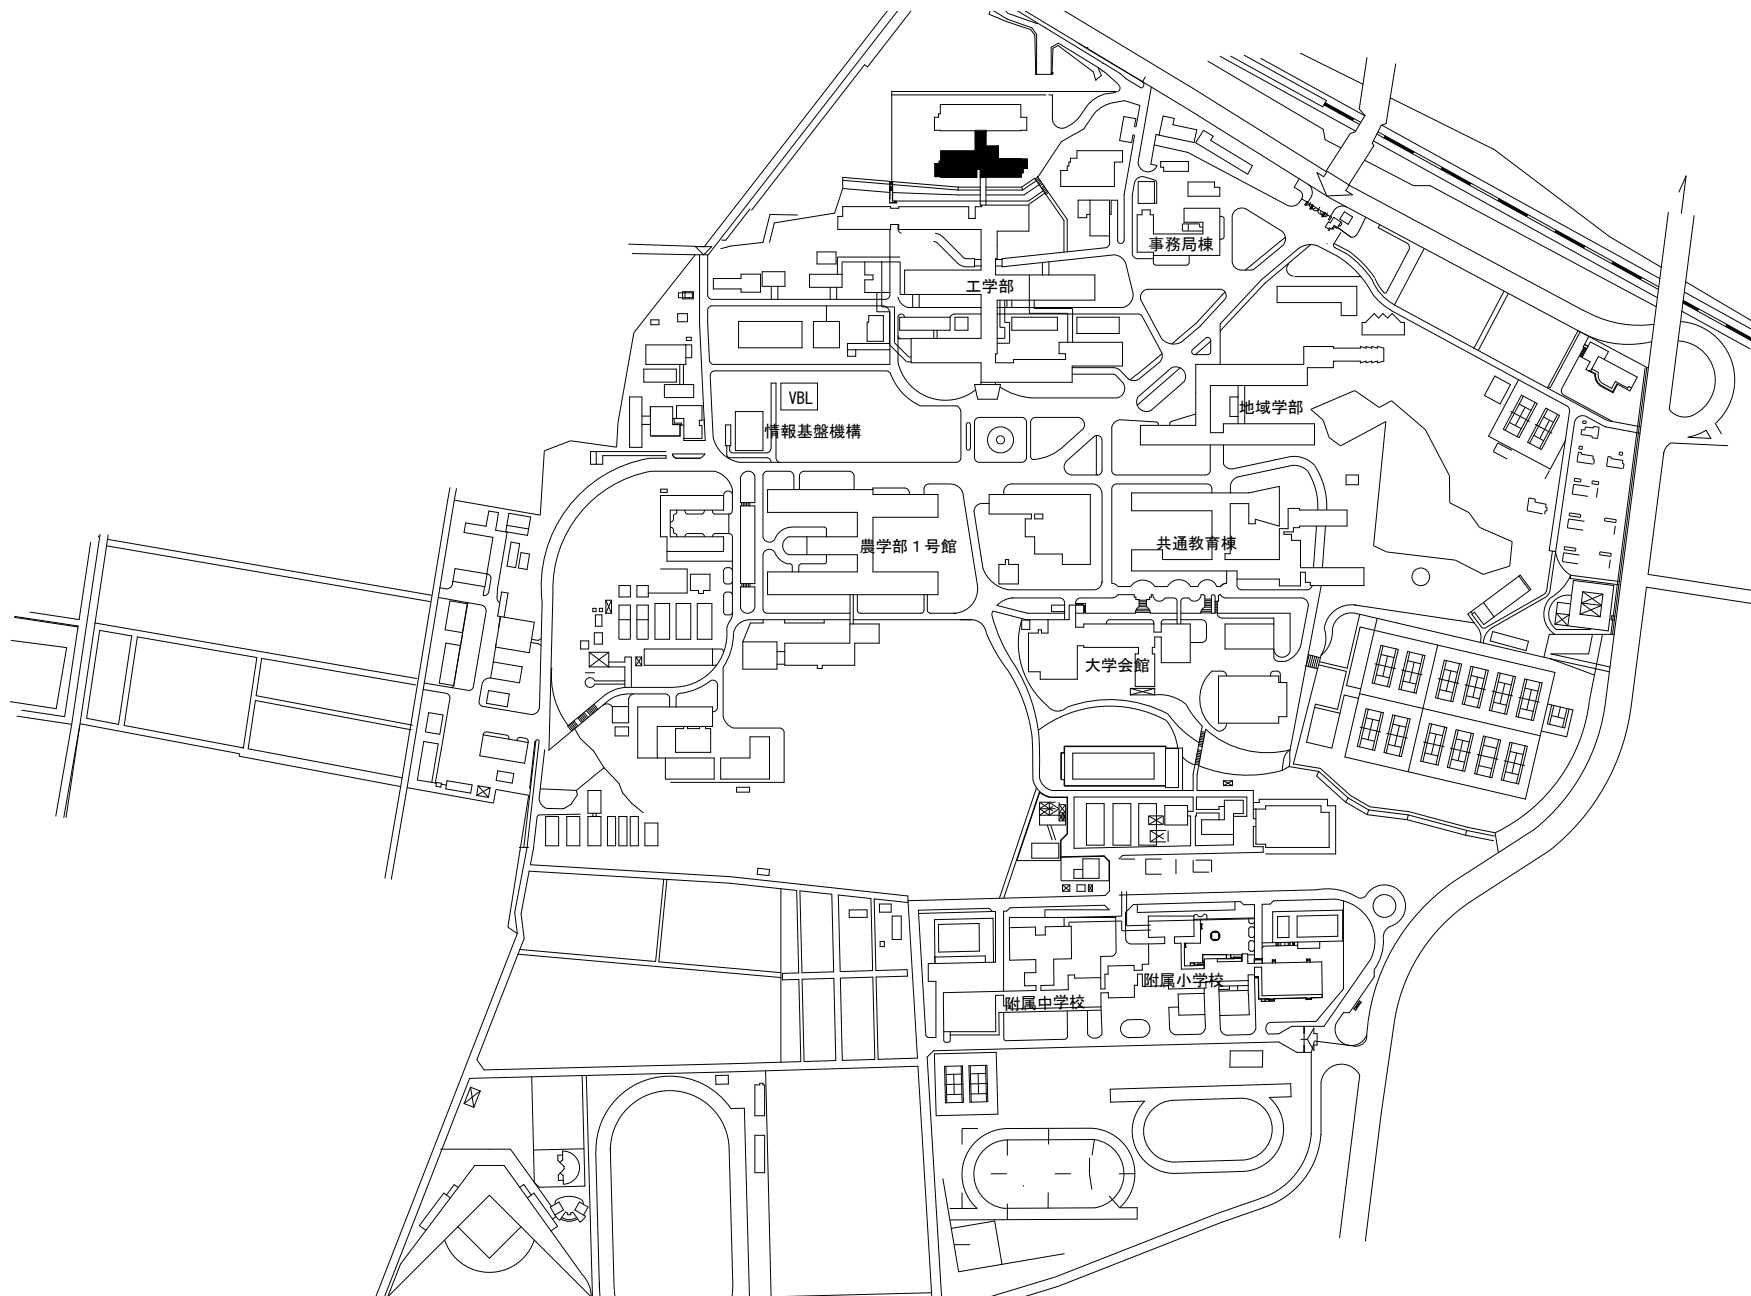 事務局棟
工学部
VBL
地域学部
情報基盤機構
農学部１号館
共通教育棟
大学会館
附属小学校
附属中学校